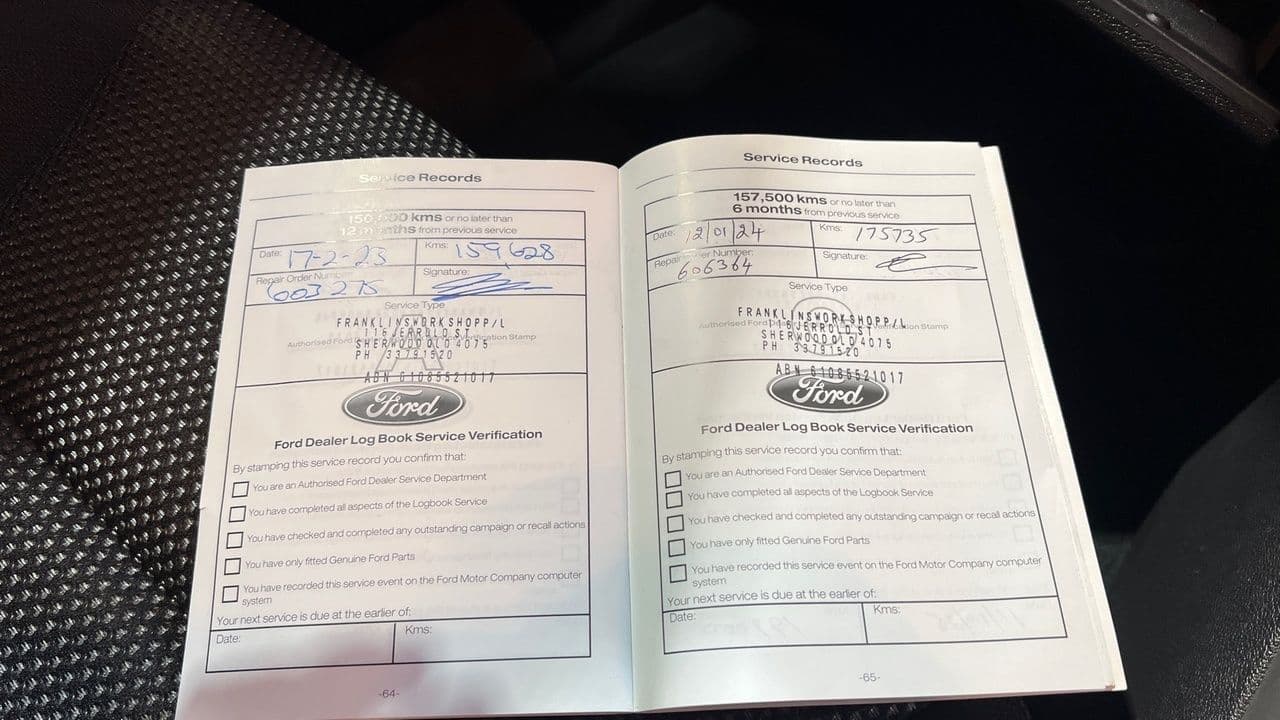 Service Records
150,000 kms or no later than
12 months from previous service
Date: 17-2-23
Kms: 159,628
Repair Order Number:
603275
Signature:
Service Type
FRANKLINSWORKSHOPP/L
116 JERROLD ST
Authorised Ford Verification Stamp
SHERWOOD QLD 4075
PH 33791520
ABN 61085521017
Ford
Ford Dealer Log Book Service Verification
By stamping this service record you confirm that:
You are an Authorised Ford Dealer Service Department
You have completed all aspects of the Logbook Service
You have checked and completed any outstanding campaign or recall actions
You have only fitted Genuine Ford Parts
You have recorded this service event on the Ford Motor Company computer
system
Your next service is due at the earlier of:
Date:
Kms:
-64-
Service Records
157,500 kms or no later than
6 months from previous service
Date: 12/01/24
Kms: 175735
Repair Order Number:
606364
Signature:
Service Type
FRANKLINSWORKSHOPP/L
Authorised Ford Verification Stamp
116 JERROLD ST
SHERWOOD QLD 4075
PH 33791520
ABN 61085521017
Ford
Ford Dealer Log Book Service Verification
By stamping this service record you confirm that:
You are an Authorised Ford Dealer Service Department
You have completed all aspects of the Logbook Service
You have checked and completed any outstanding campaign or recall actions
You have only fitted Genuine Ford Parts
You have recorded this service event on the Ford Motor Company computer
system
Your next service is due at the earlier of:
Date:
Kms:
-65-